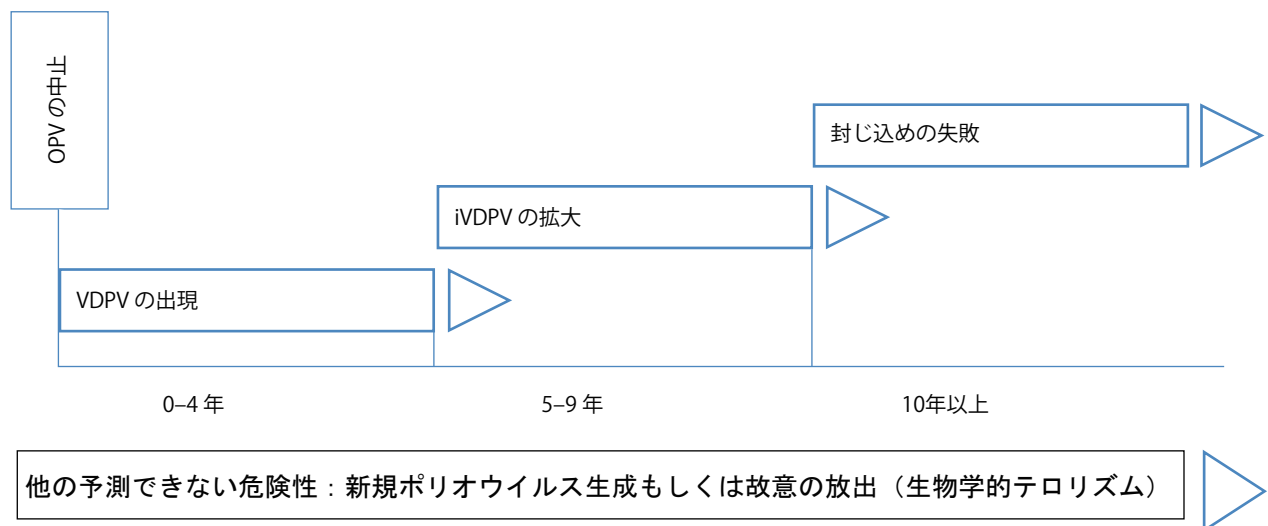 OPV の中止
封じ込めの失敗
iVDPV の拡大
VDPV の出現
0–4 年
5–9 年
10年以上
他の予測できない危険性：新規ポリオウイルス生成もしくは故意の放出（生物学的テロリズム）